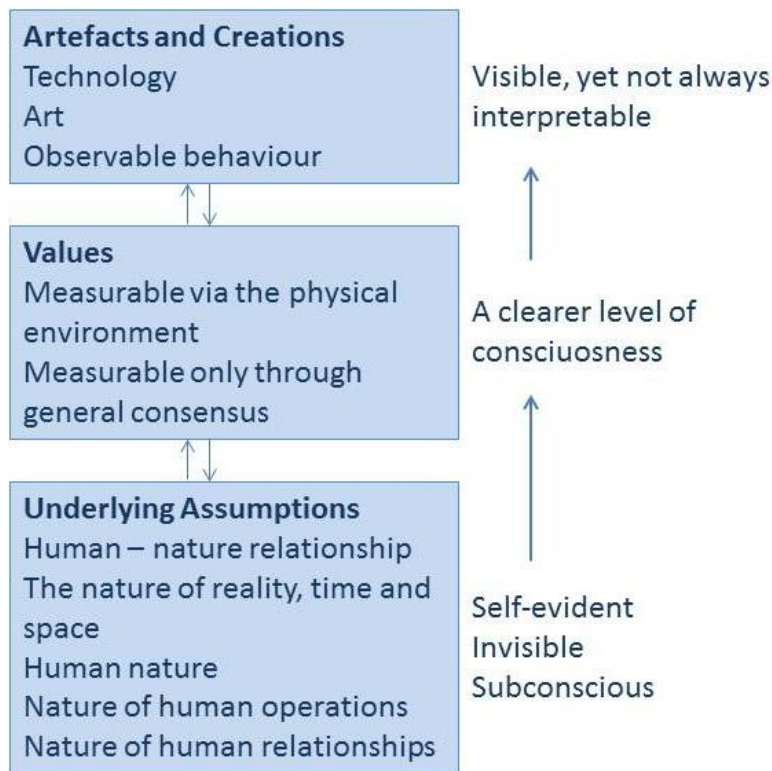 Artefacts and Creations
Technology
Art
Observable behaviour
Visible, yet not always
interpretable
Values
Measurable via the physical
environment
Measurable only through
general consensus
A clearer level of
consciuosness
Underlying Assumptions
Human – nature relationship
The nature of reality, time and
space
Human nature
Nature of human operations
Nature of human relationships
Self-evident
Invisible
Subconscious